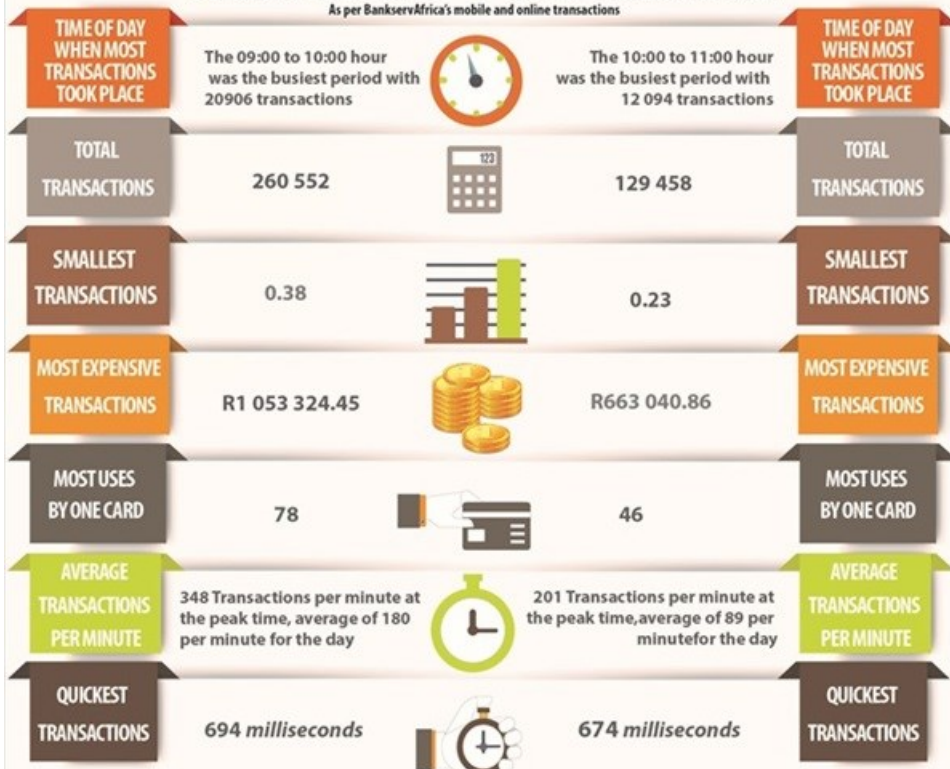 As per BankservAfrica's mobile and online transactions
TIME OF DAY
WHEN MOST
TRANSACTIONS
TOOK PLACE
The 09:00 to 10:00 hour
was the busiest period with
20906 transactions
The 10:00 to 11:00 hour
was the busiest period with
12 094 transactions
TIME OF DAY
WHEN MOST
TRANSACTIONS
TOOK PLACE
TOTAL
TRANSACTIONS
260 552
123
129 458
TOTAL
TRANSACTIONS
SMALLEST
TRANSACTIONS
0.38
0.23
SMALLEST
TRANSACTIONS
MOST EXPENSIVE
TRANSACTIONS
R1 053 324.45
R663 040.86
MOST EXPENSIVE
TRANSACTIONS
MOST USES
BY ONE CARD
78
46
MOST USES
BY ONE CARD
AVERAGE
TRANSACTIONS
PER MINUTE
348 Transactions per minute at
the peak time, average of 180
per minute for the day
201 Transactions per minute at
the peak time,average of 89 per
minutefor the day
AVERAGE
TRANSACTIONS
PER MINUTE
QUICKEST
TRANSACTIONS
694 milliseconds
674 milliseconds
QUICKEST
TRANSACTIONS